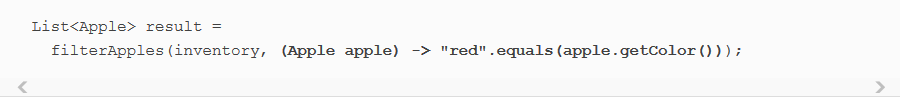 List<Apple> result =
filterApples(inventory, (Apple apple) -> "red".equals(apple.getColor()));